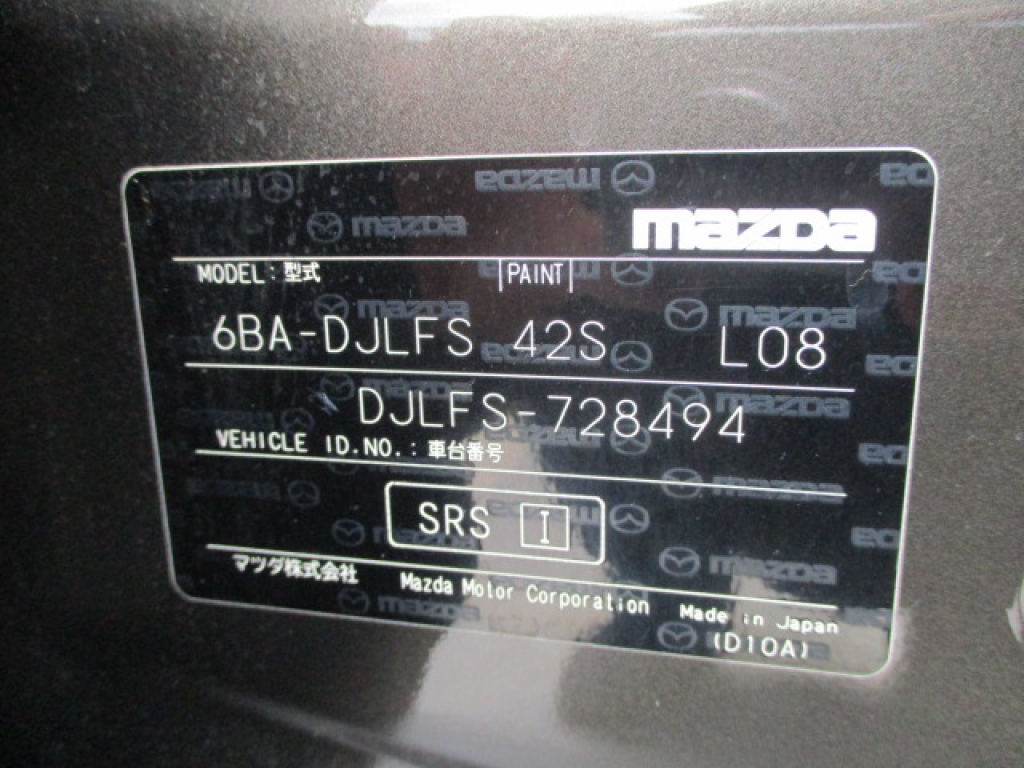 mazda
MODEL: 型式 PAINT
6BA-DJLFS 42S L08
DJLFS-728494
VEHICLE ID.NO.: 車台番号
SRS I
マツダ株式会社 Mazda Motor Corporation Made in Japan
(D10A)